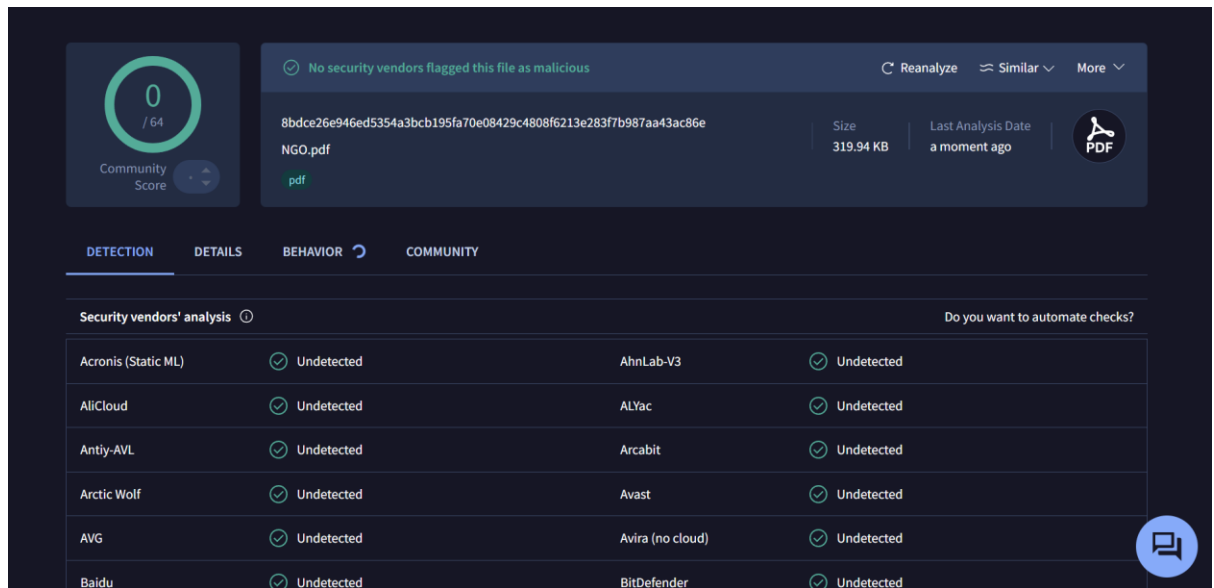 0
/ 64
Community
Score
No security vendors flagged this file as malicious
Reanalyze
Similar
More
8bdce26e946ed5354a3bcb195fa70e08429c4808f6213e283f7b987aa43ac86e
NGO.pdf
pdf
Size
319.94 KB
Last Analysis Date
a moment ago
PDF
DETECTION DETAILS BEHAVIOR COMMUNITY
Security vendors' analysis Do you want to automate checks?
Acronis (Static ML) Undetected AhnLab-V3 Undetected
AliCloud Undetected ALYac Undetected
Antiy-AVL Undetected Arcabit Undetected
Arctic Wolf Undetected Avast Undetected
AVG Undetected Avira (no cloud) Undetected
Baidu Undetected BitDefender Undetected